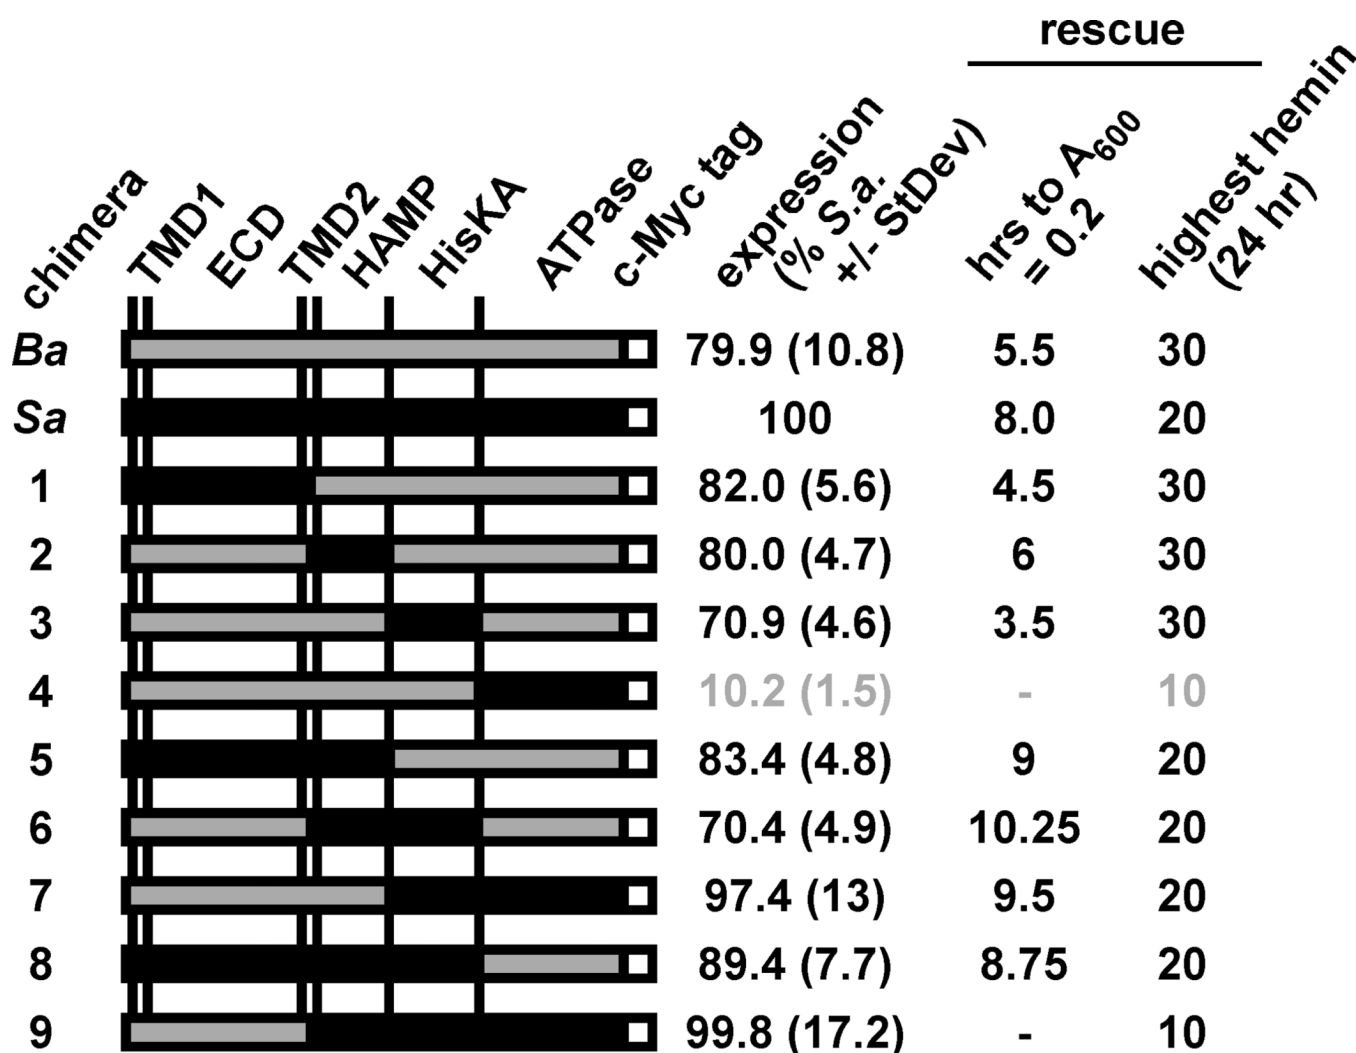 rescue
chimera
TMD1
ECD
TMD2
HAMP
HisKA
ATPase
c-Myc tag
expression
(% S.a.
+/- StDev)
hrs to A600
= 0.2
highest hemin
(24 hr)
Ba 79.9 (10.8) 5.5 30
Sa 100 8.0 20
1 82.0 (5.6) 4.5 30
2 80.0 (4.7) 6 30
3 70.9 (4.6) 3.5 30
4 10.2 (1.5) - 10
5 83.4 (4.8) 9 20
6 70.4 (4.9) 10.25 20
7 97.4 (13) 9.5 20
8 89.4 (7.7) 8.75 20
9 99.8 (17.2) - 10